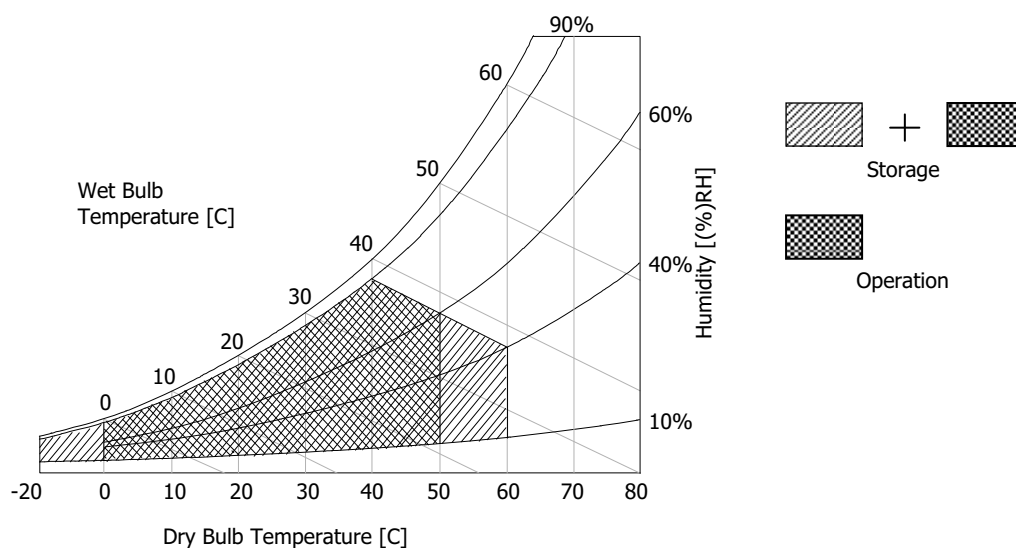 90%
60
60%
50
Wet Bulb
Temperature [C]
Storage
40
40%
Humidity [(%)RH]
30
Operation
20
10
0
10%
-20 0 10 20 30 40 50 60 70 80
Dry Bulb Temperature [C]